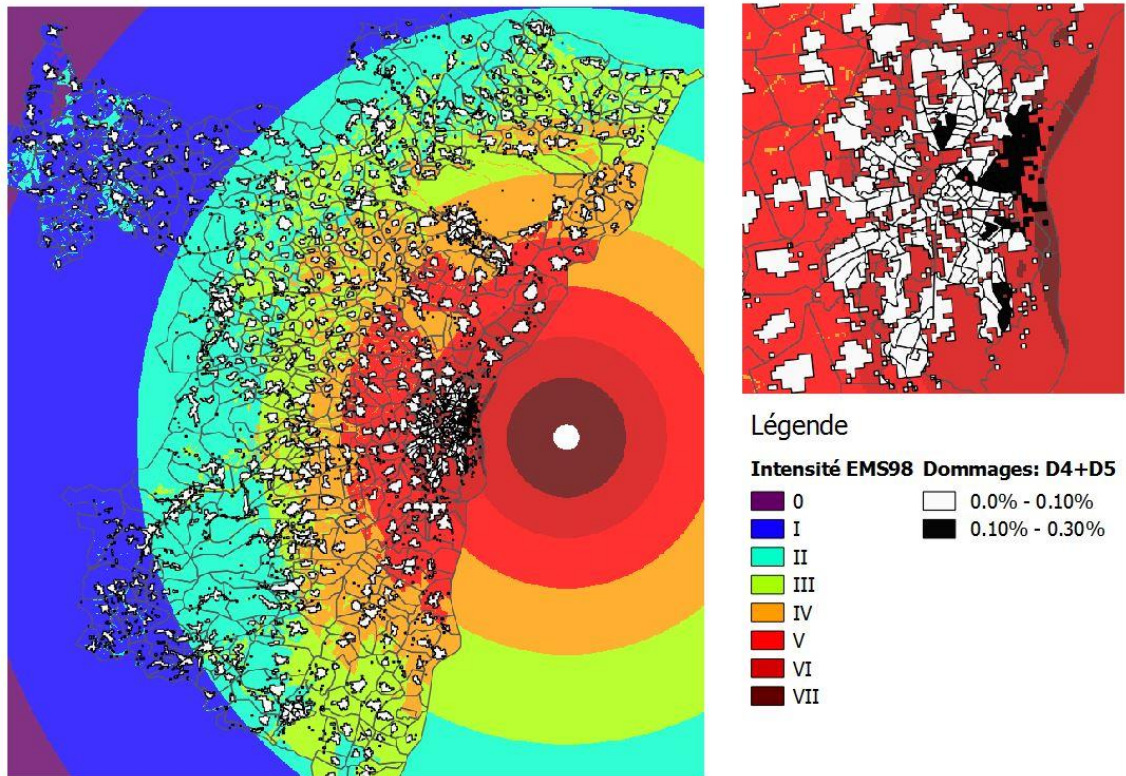 Légende
Intensité EMS98 Dommages: D4+D5
0 0.0% - 0.10%
I 0.10% - 0.30%
II
III
IV
V
VI
VII